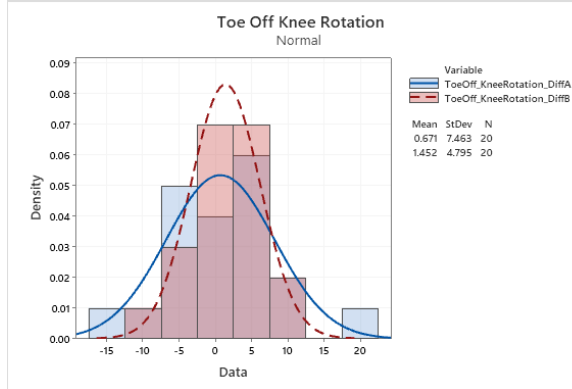 Toe Off Knee Rotation
Normal
Variable
ToeOff_KneeRotation_DiffA
ToeOff_KneeRotation_DiffB
Mean StDev N
0.671 7.463 20
1.452 4.795 20
Density
0.09
0.08
0.07
0.06
0.05
0.04
0.03
0.02
0.01
0.00
-15 -10 -5 0 5 10 15 20
Data